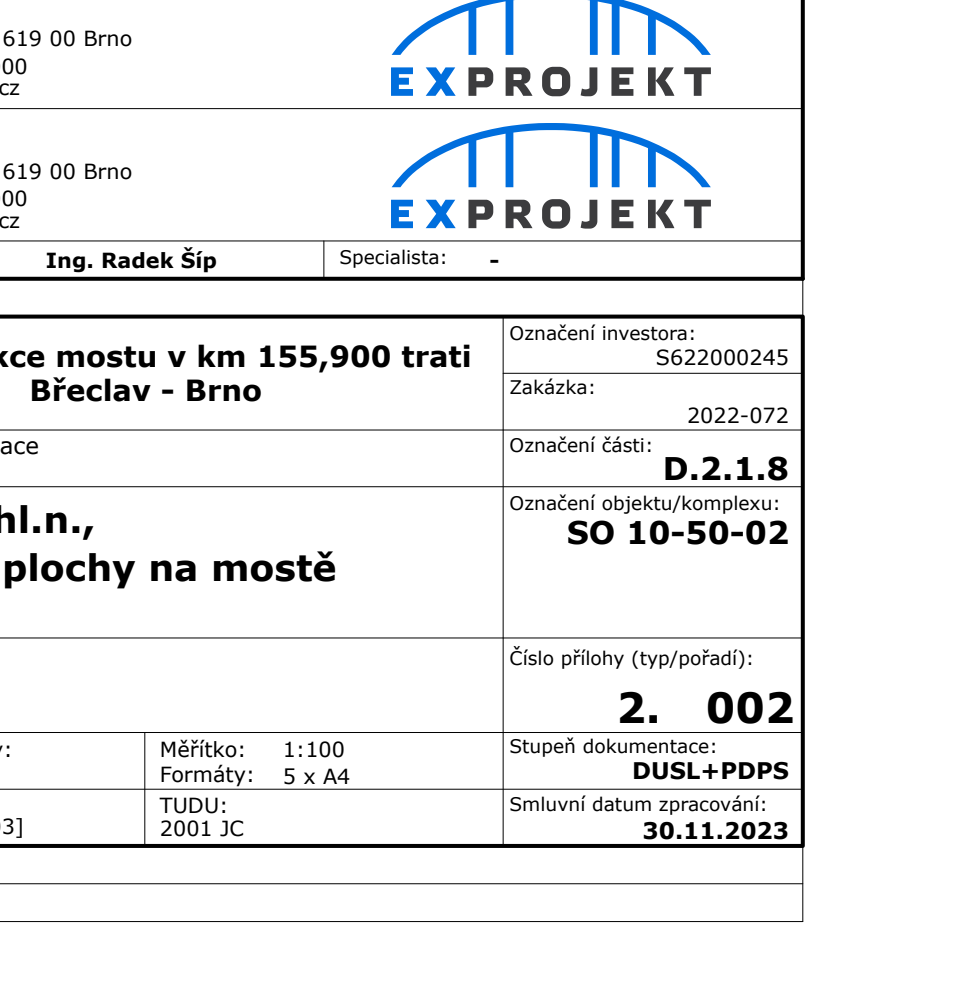 619 00 Brno
00
cz
EXPROJEKT
619 00 Brno
00
cz
EXPROJEKT
Ing. Radek Šíp
Specialista: -
kce mostu v km 155,900 trati
Břeclav - Brno
Označení investora:
S622000245
Zakázka:
2022-072
ace
Označení části:
D.2.1.8
hl.n.,
plochy na mostě
Označení objektu/komplexu:
SO 10-50-02
Číslo přílohy (typ/pořadí):
2. 002
Měřítko: 1:100
Formáty: 5 x A4
Stupeň dokumentace:
DUSL+PDPS
3]
TUDU:
2001 JC
Smluvní datum zpracování:
30.11.2023